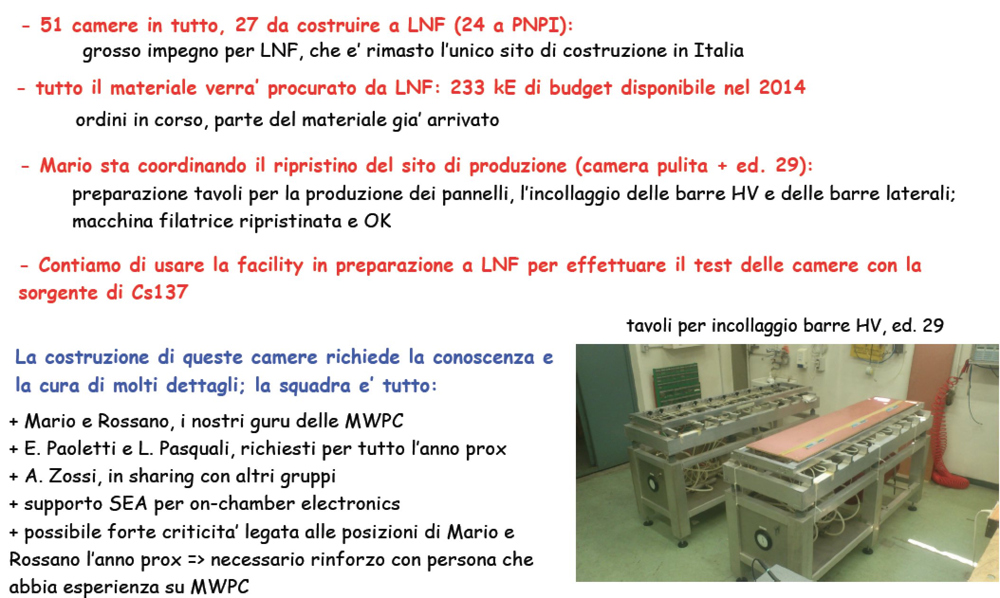 - 51 camere in tutto, 27 da costruire a LNF (24 a PNPI):
grosso impegno per LNF, che e' rimasto l'unico sito di costruzione in Italia
- tutto il materiale verra' procurato da LNF: 233 kE di budget disponibile nel 2014
ordini in corso, parte del materiale gia' arrivato
- Mario sta coordinando il ripristino del sito di produzione (camera pulita + ed. 29):
preparazione tavoli per la produzione dei pannelli, l'incollaggio delle barre HV e delle barre laterali;
macchina filatrice ripristinata e OK
- Contiamo di usare la facility in preparazione a LNF per effettuare il test delle camere con la
sorgente di Cs137
tavoli per incollaggio barre HV, ed. 29
La costruzione di queste camere richiede la conoscenza e
la cura di molti dettagli; la squadra e' tutto:
+ Mario e Rossano, i nostri guru delle MWPC
+ E. Paoletti e L. Pasquali, richiesti per tutto l'anno prox
+ A. Zossi, in sharing con altri gruppi
+ supporto SEA per on-chamber electronics
+ possibile forte criticita' legata alle posizioni di Mario e
Rossano l'anno prox => necessario rinforzo con persona che
abbia esperienza su MWPC